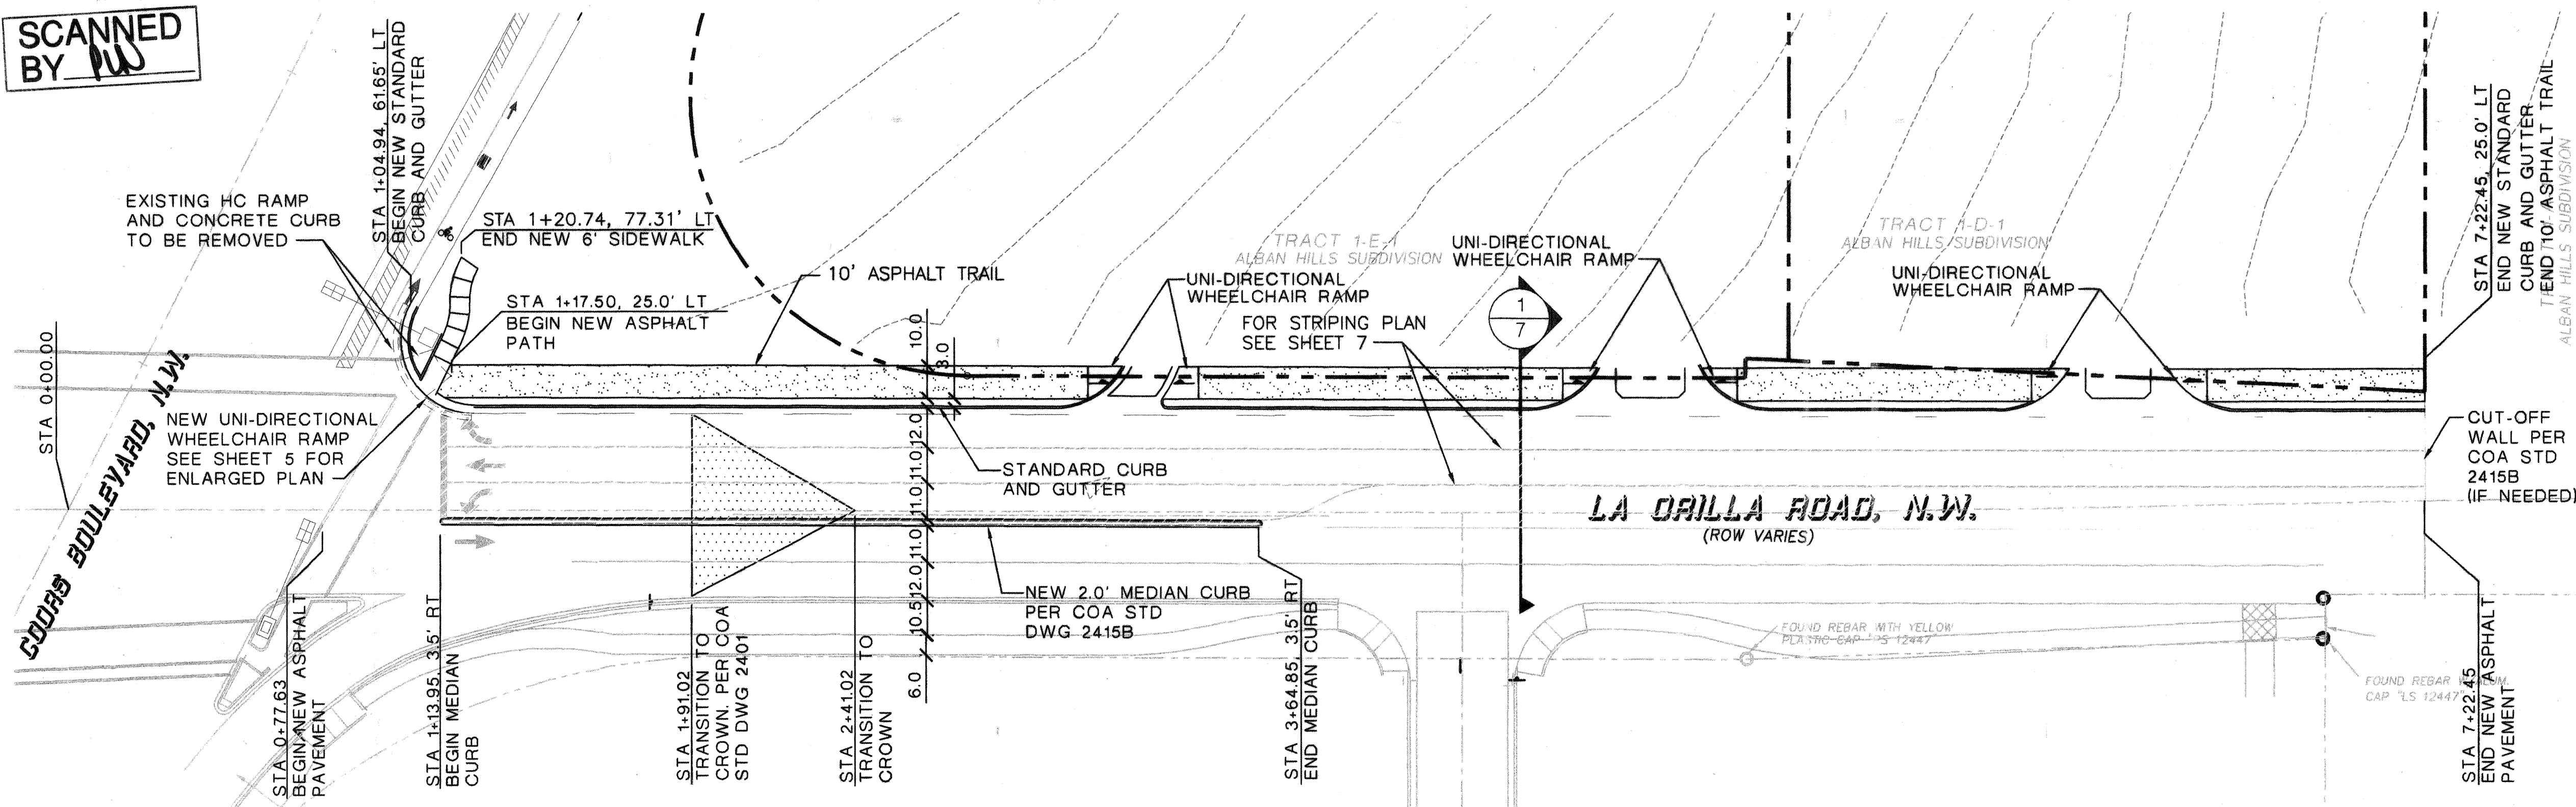 SCANNED
BY
STA 1+04.94, 61.65' LT
BEGIN NEW STANDARD
CURB AND GUTTER
EXISTING HC RAMP
AND CONCRETE CURB
TO BE REMOVED
STA 1+20.74, 77.31' LT
END NEW 6' SIDEWALK
STA 1+17.50, 25.0' LT
BEGIN NEW ASPHALT
PATH
10' ASPHALT TRAIL
TRACT 1-E-1
ALBAN HILLS SUBDIVISION
UNI-DIRECTIONAL
WHEELCHAIR RAMP
UNI-DIRECTIONAL
WHEELCHAIR RAMP
FOR STRIPING PLAN
SEE SHEET 7
1
7
TRACT 1-D-1
ALBAN HILLS SUBDIVISION
UNI-DIRECTIONAL
WHEELCHAIR RAMP
STA 7+22.45, 25.0' LT
END NEW STANDARD
CURB AND GUTTER
END 10' ASPHALT TRAIL
ALBAN HILLS SUBDIVISION
STA 0+00.00
COORS BOULEVARD, N.W.
NEW UNI-DIRECTIONAL
WHEELCHAIR RAMP
SEE SHEET 5 FOR
ENLARGED PLAN
10.0
12.0
11.0
11.0
11.0
12.0
10.5
6.0
STANDARD CURB
AND GUTTER
LA ORILLA ROAD, N.W.
(ROW VARIES)
CUT-OFF
WALL PER
COA STD
2415B
(IF NEEDED)
NEW 2.0' MEDIAN CURB
PER COA STD
DWG 2415B
STA 0+77.63
BEGIN NEW ASPHALT
PAVEMENT
STA 1+13.95, 3.5' RT
BEGIN MEDIAN
CURB
STA 1+91.02
TRANSITION TO
CROWN. PER COA
STD DWG 2401
STA 2+41.02
TRANSITION TO
CROWN
STA 3+64.85, 3.5' RT
END MEDIAN CURB
FOUND REBAR WITH YELLOW
PLASTIC CAP "PS 12447"
FOUND REBAR W/ALUM.
CAP "LS 12447"
STA 7+22.45
END NEW ASPHALT
PAVEMENT